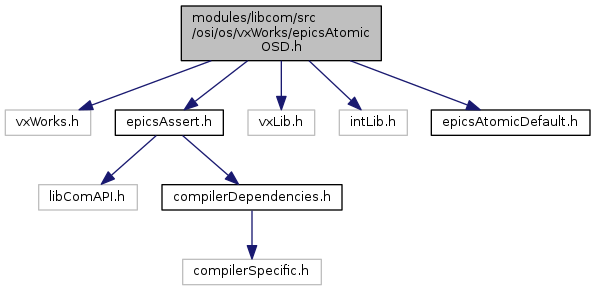 modules/libcom/src
/osi/os/vxWorks/epicsAtomic
OSD.h
vxWorks.h
epicsAssert.h
vxLib.h
intLib.h
epicsAtomicDefault.h
libComAPI.h
compilerDependencies.h
compilerSpecific.h